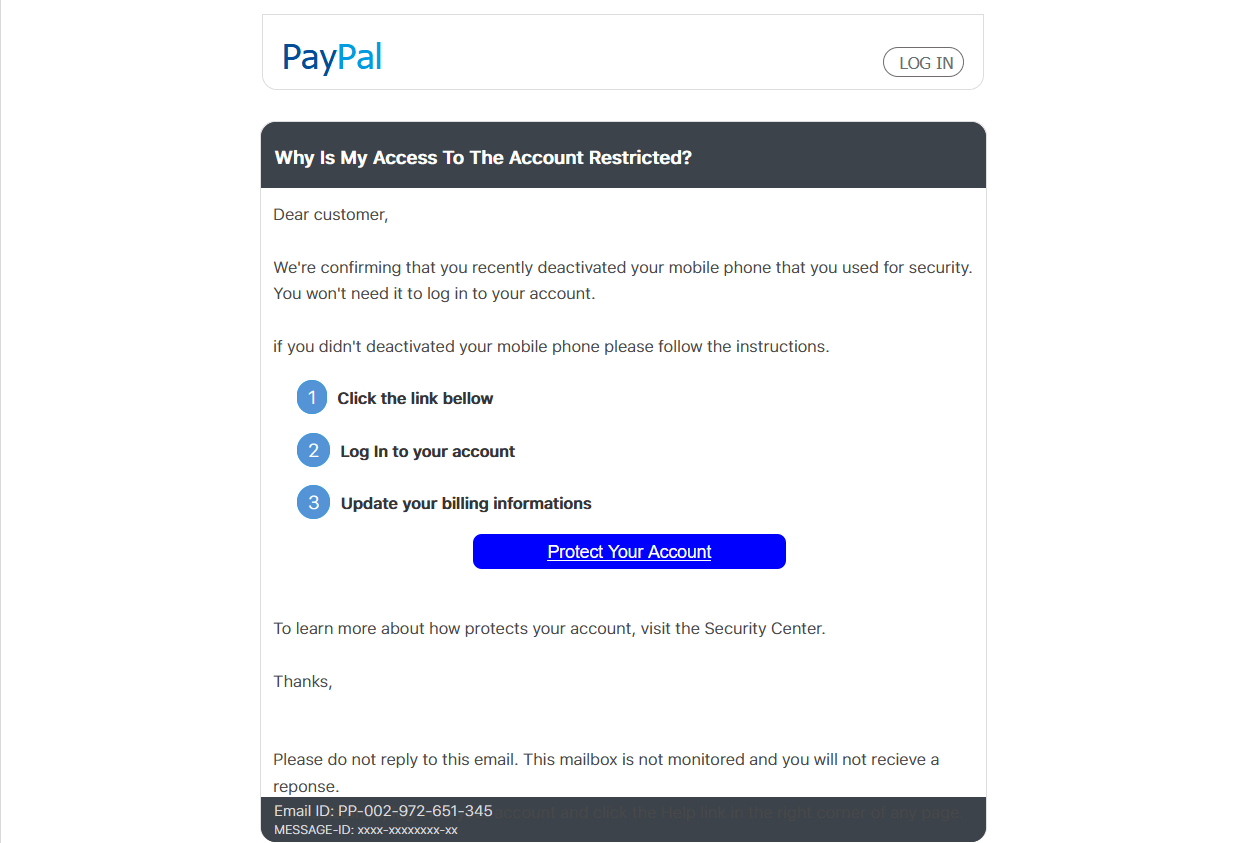 PayPal
LOG IN
Why Is My Access To The Account Restricted?
Dear customer,
We're confirming that you recently deactivated your mobile phone that you used for security.
You won't need it to log in to your account.
if you didn't deactivated your mobile phone please follow the instructions.
1 Click the link bellow
2 Log In to your account
3 Update your billing informations
Protect Your Account
To learn more about how protects your account, visit the Security Center.
Thanks,
Please do not reply to this email. This mailbox is not monitored and you will not recieve a
reponse.
Email ID: PP-002-972-651-345 account and click the Help link in the right corner of any page
MESSAGE-ID: xxxx-xxxxxxxx-xx